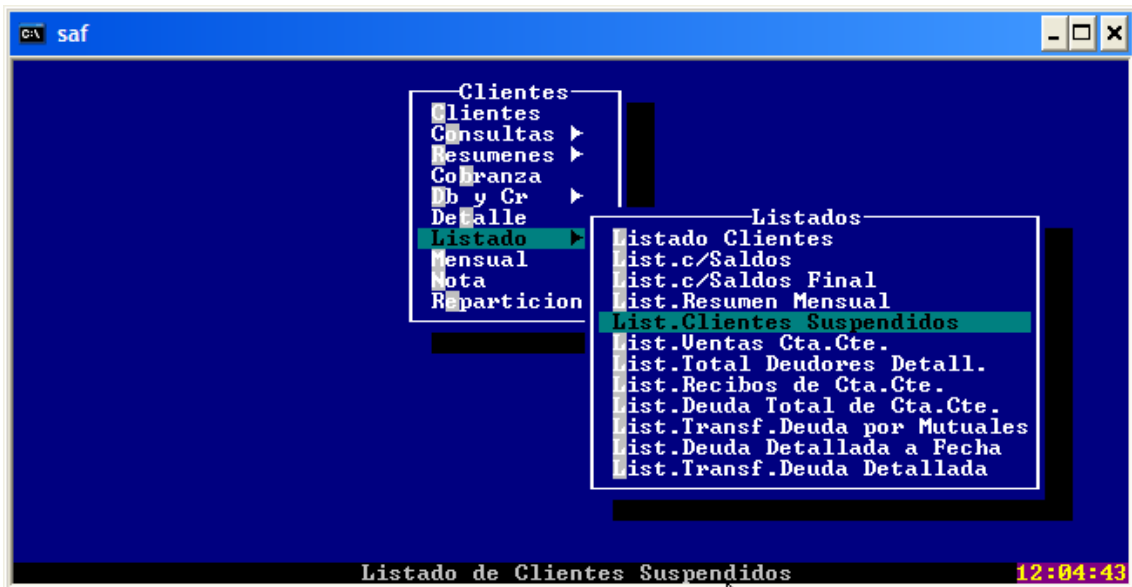 saf
Clientes
Clientes
Consultas
Resumenes
Cobranza
Db y Cr
Detalle
Listado
Mensual
Nota
Reparticion
Listados
Listado Clientes
List.c/Saldos
List.c/Saldos Final
List.Resumen Mensual
List.Clientes Suspendidos
List.Ventas Cta.Cte.
List.Total Deudores Detall.
List.Recibos de Cta.Cte.
List.Deuda Total de Cta.Cte.
List.Transf.Deuda por Mutuales
List.Deuda Detallada a Fecha
List.Transf.Deuda Detallada
Listado de Clientes Suspendidos 12:04:43